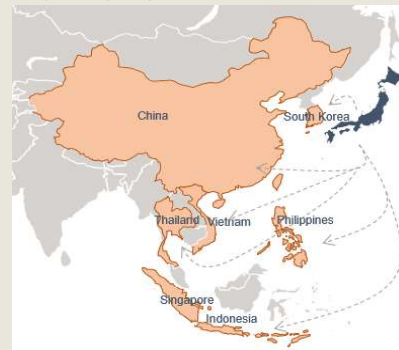 China
South Korea
Thailand
Vietnam
Philippines
Singapore
Indonesia